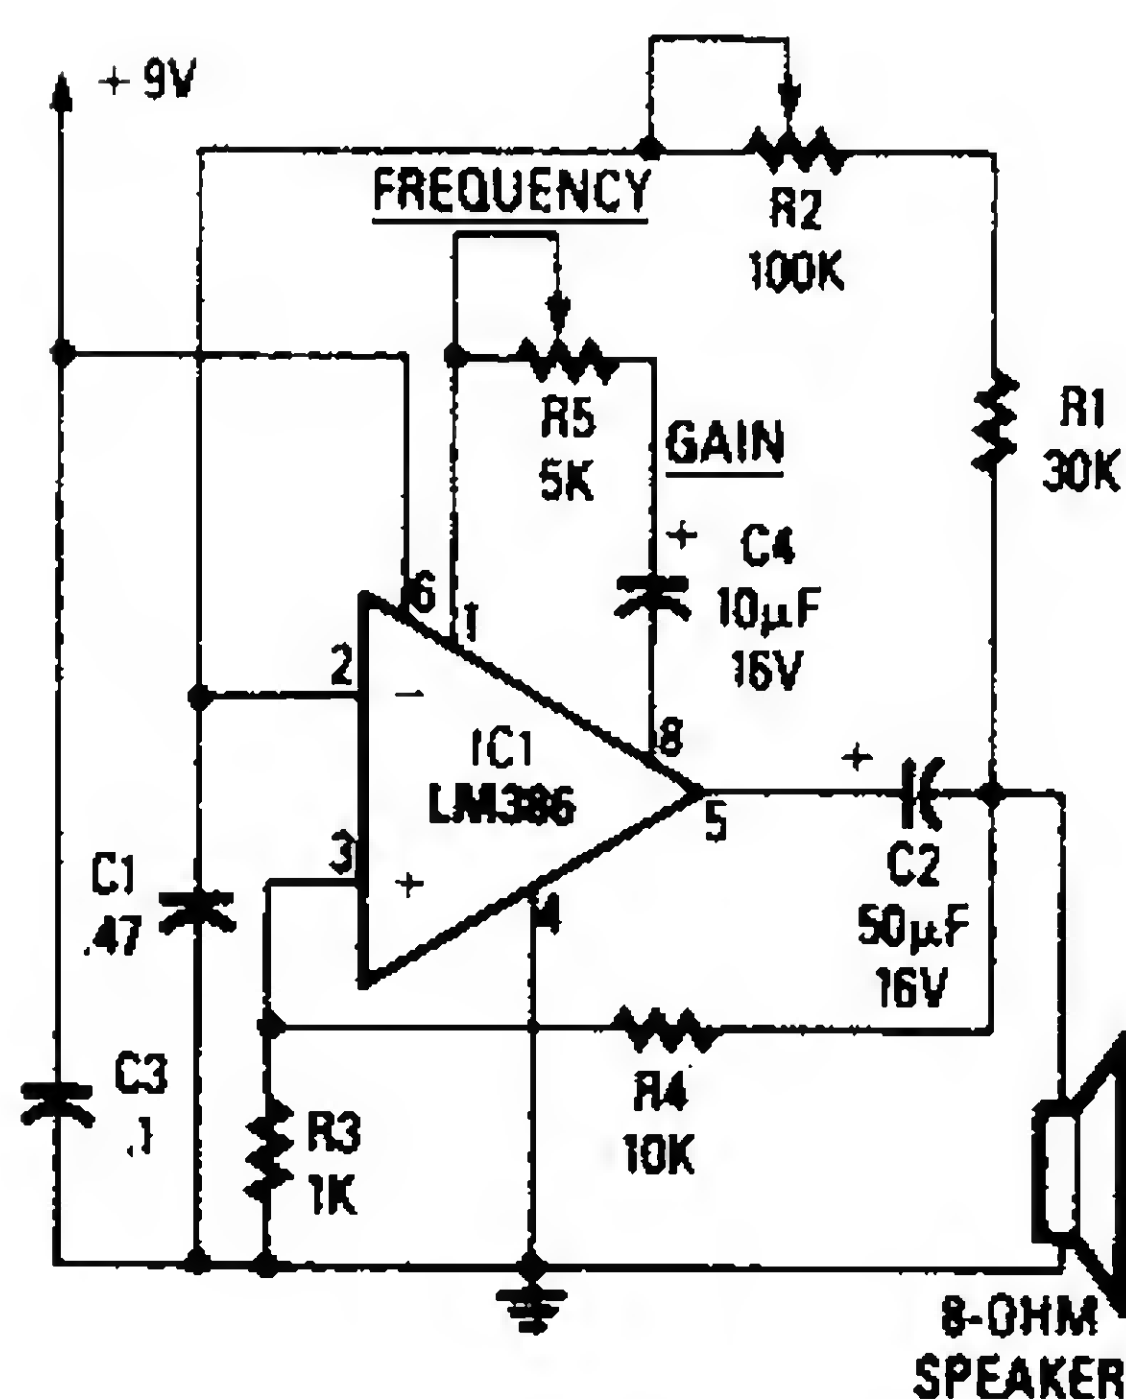 + 9V
FREQUENCY
R2
100K
R5
5K
GAIN
R1
30K
+
C4
10µF
16V
6
1
2
−
IC1
LM386
8
+
5
3
+
4
C1
.47
C2
50µF
16V
C3
.1
R3
1K
R4
10K
8-OHM
SPEAKER